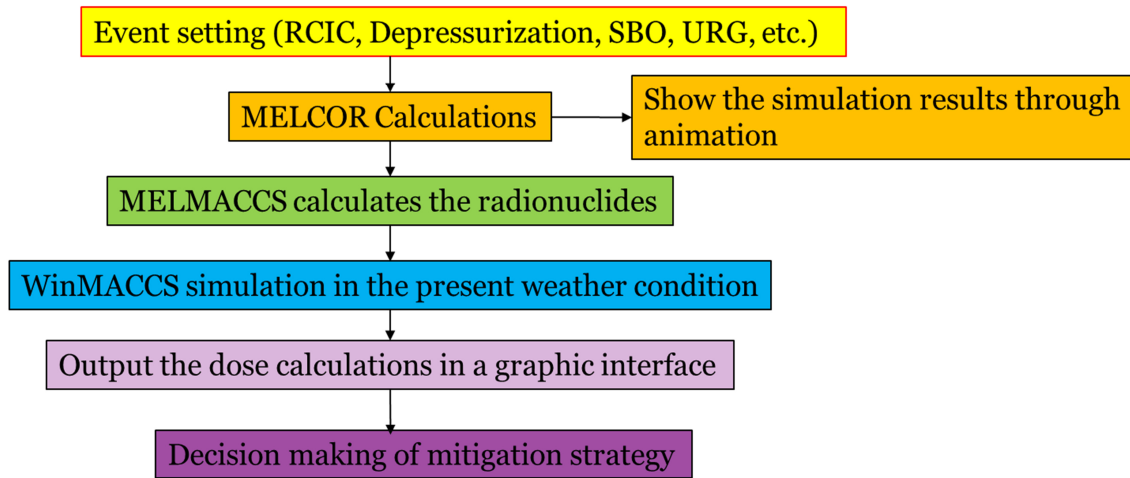 Event setting (RCIC, Depressurization, SBO, URG, etc.)
MELCOR Calculations
Show the simulation results through
animation
MELMACCS calculates the radionuclides
WinMACCS simulation in the present weather condition
Output the dose calculations in a graphic interface
Decision making of mitigation strategy